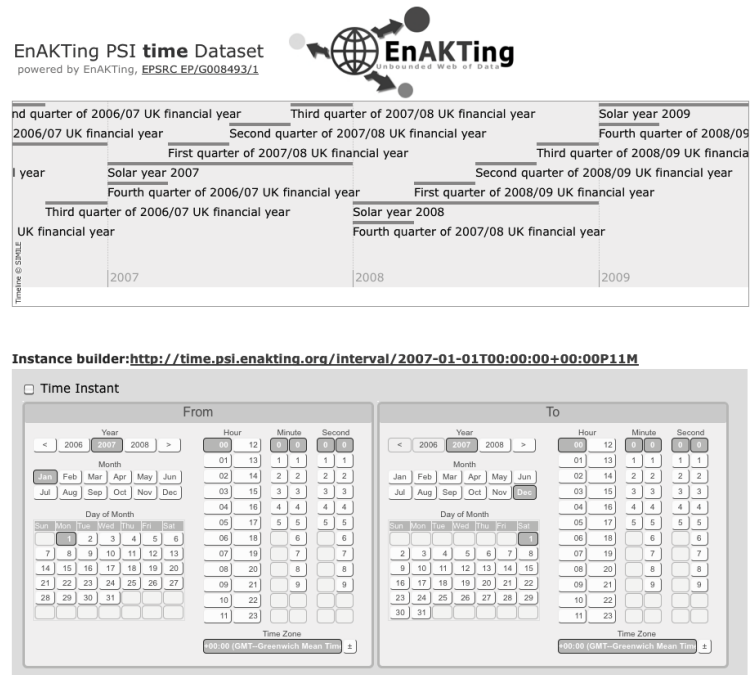 EnAKTing PSI time Dataset
powered by EnAKTing, EPSRC EP/G008493/1
EnAKTing
Unbounded Web of Data
nd quarter of 2006/07 UK financial year Third quarter of 2007/08 UK financial year Solar year 2009
2006/07 UK financial year Second quarter of 2007/08 UK financial year Fourth quarter of 2008/09
First quarter of 2007/08 UK financial year Third quarter of 2008/09 UK financia
l year Solar year 2007 Second quarter of 2008/09 UK financial year
Fourth quarter of 2006/07 UK financial year First quarter of 2008/09 UK financial year
Third quarter of 2006/07 UK financial year Solar year 2008
UK financial year Fourth quarter of 2007/08 UK financial year
Timeline © SIMILE
2007 2008 2009
Instance builder:http://time.psi.enakting.org/interval/2007-01-01T00:00:00+00:00P11M
Time Instant
From
Year
< 2006 2007 2008 >
Month
Jan Feb Mar Apr May Jun
Jul Aug Sep Oct Nov Dec
Day of Month
Sun Mon Tue Wed Thu Fri Sat
1 2 3 4 5 6
7 8 9 10 11 12 13
14 15 16 17 18 19 20
21 22 23 24 25 26 27
28 29 30 31
Hour Minute Second
00 12 0 0 0 0
01 13 1 1 1 1
02 14 2 2 2 2
03 15 3 3 3 3
04 16 4 4 4 4
05 17 5 5 5 5
06 18 6 6
07 19 7 7
08 20 8 8
09 21 9 9
10 22
11 23
Time Zone
+00:00 (GMT--Greenwich Mean Time ±
To
Year
< 2006 2007 2008 >
Month
Jan Feb Mar Apr May Jun
Jul Aug Sep Oct Nov Dec
Day of Month
Sun Mon Tue Wed Thu Fri Sat
1
2 3 4 5 6 7 8
9 10 11 12 13 14 15
16 17 18 19 20 21 22
23 24 25 26 27 28 29
30 31
Hour Minute Second
00 12 0 0 0 0
01 13 1 1 1 1
02 14 2 2 2 2
03 15 3 3 3 3
04 16 4 4 4 4
05 17 5 5 5 5
06 18 6 6
07 19 7 7
08 20 8 8
09 21 9 9
10 22
11 23
Time Zone
+00:00 (GMT--Greenwich Mean Time ±